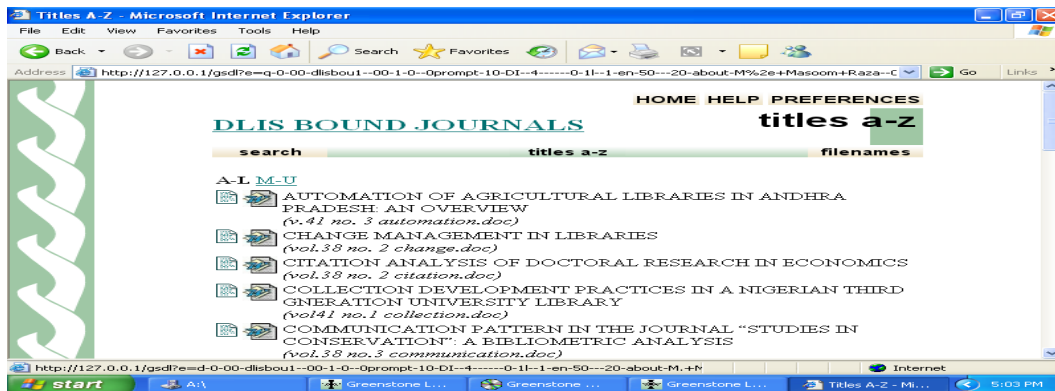 Titles A-Z - Microsoft Internet Explorer
File Edit View Favorites Tools Help
Back Search Favorites
Address http://127.0.0.1/gsdl?e=q-0-00-dlisbou1--00-1-0--0prompt-10-DI--4------0-1l--1-en-50---20-about-M%2e+Masoom+Raza--C Go Links
HOME HELP PREFERENCES
DLIS BOUND JOURNALS titles a-z
search titles a-z filenames
A-L M-U
AUTOMATION OF AGRICULTURAL LIBRARIES IN ANDHRA
PRADESH: AN OVERVIEW
(v.41 no. 3 automation.doc)
CHANGE MANAGEMENT IN LIBRARIES
(vol.38 no. 2 change.doc)
CITATION ANALYSIS OF DOCTORAL RESEARCH IN ECONOMICS
(vol.38 no. 2 citation.doc)
COLLECTION DEVELOPMENT PRACTICES IN A NIGERIAN THIRD
GNERATION UNIVERSITY LIBRARY
(vol41 no.1 collection.doc)
COMMUNICATION PATTERN IN THE JOURNAL “STUDIES IN
CONSERVATION”: A BIBLIOMETRIC ANALYSIS
(vol.38 no.3 communication.doc)
http://127.0.0.1/gsdl?e=d-0-00-dlisbou1--00-1-0--0prompt-10-DI--4------0-1l--1-en-50---20-about-M.+M Internet
start A:\ Greenstone L... Greenstone ... Greenstone L... Titles A-Z - Mi... 5:03 PM